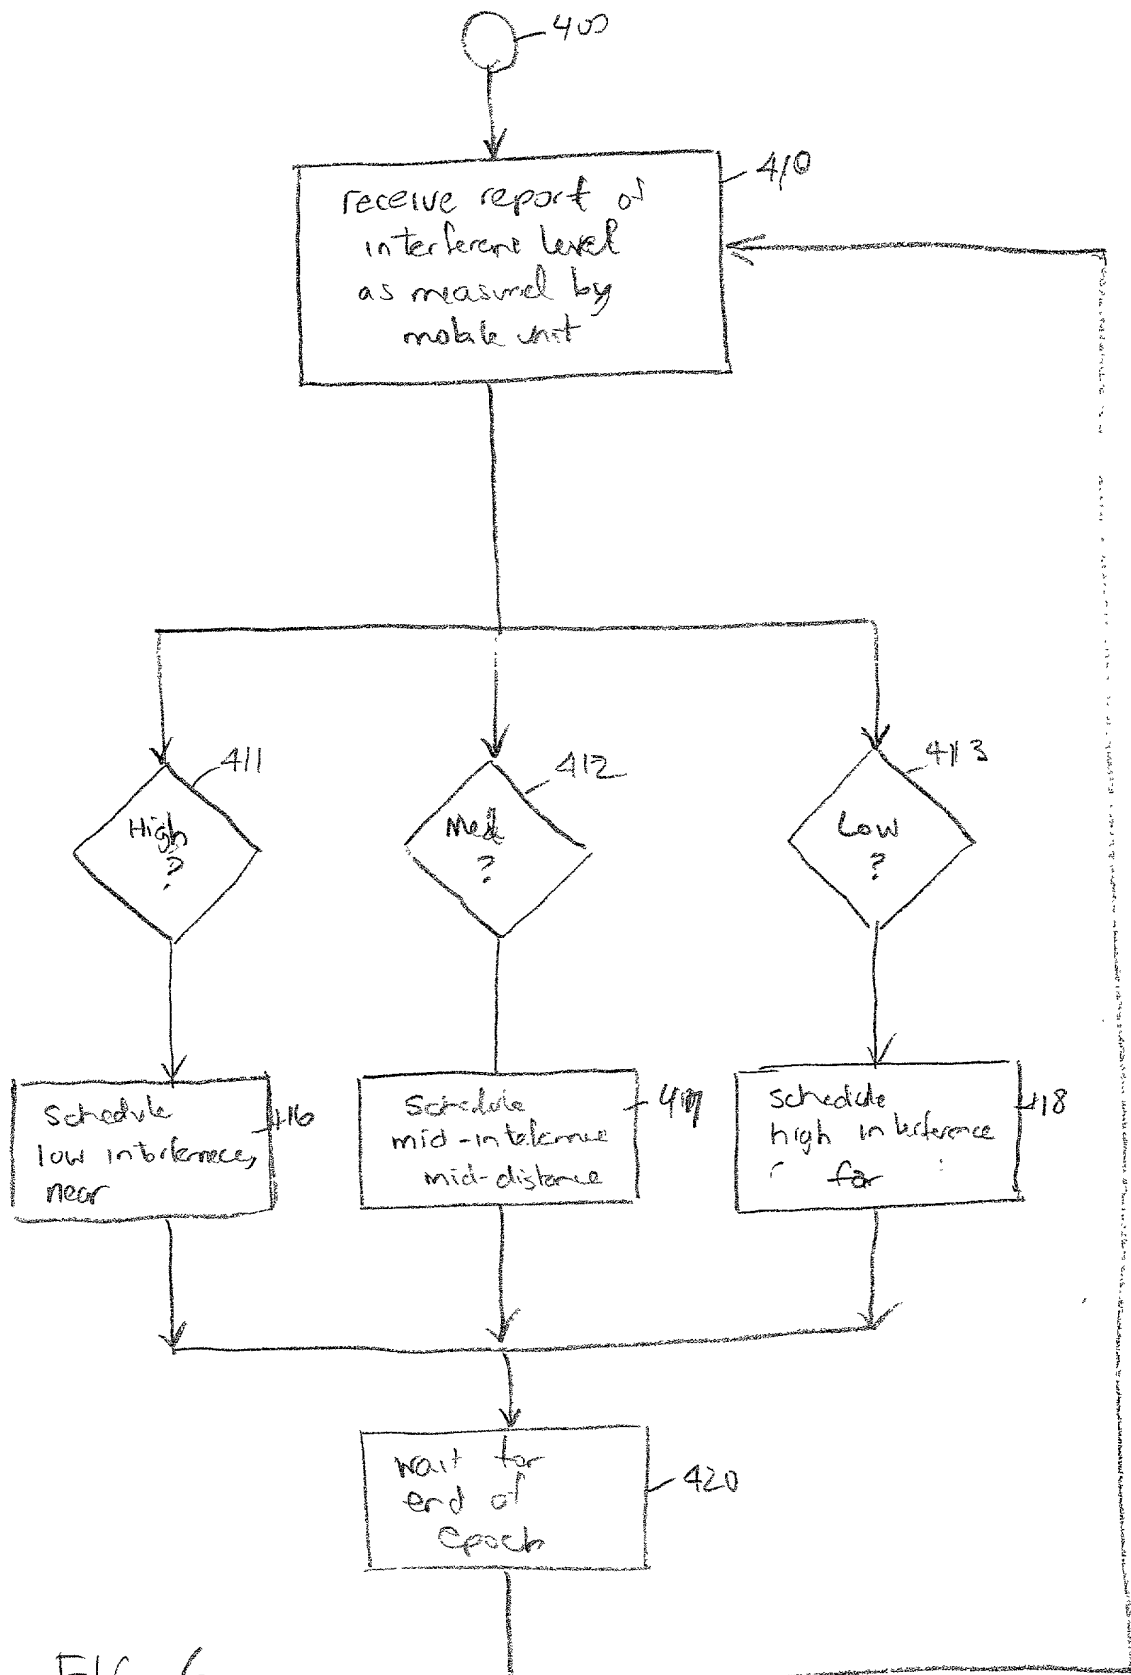 400
410
receive report of
interferent level
as measured by
mobile unit
411
412
413
High
?
Med
?
Low
?
Schedule
low interference,
near
416
Schedule
mid-interference
mid-distance
417
Schedule
high interference
far
418
wait for
end of
epoch
420
FIG. 6